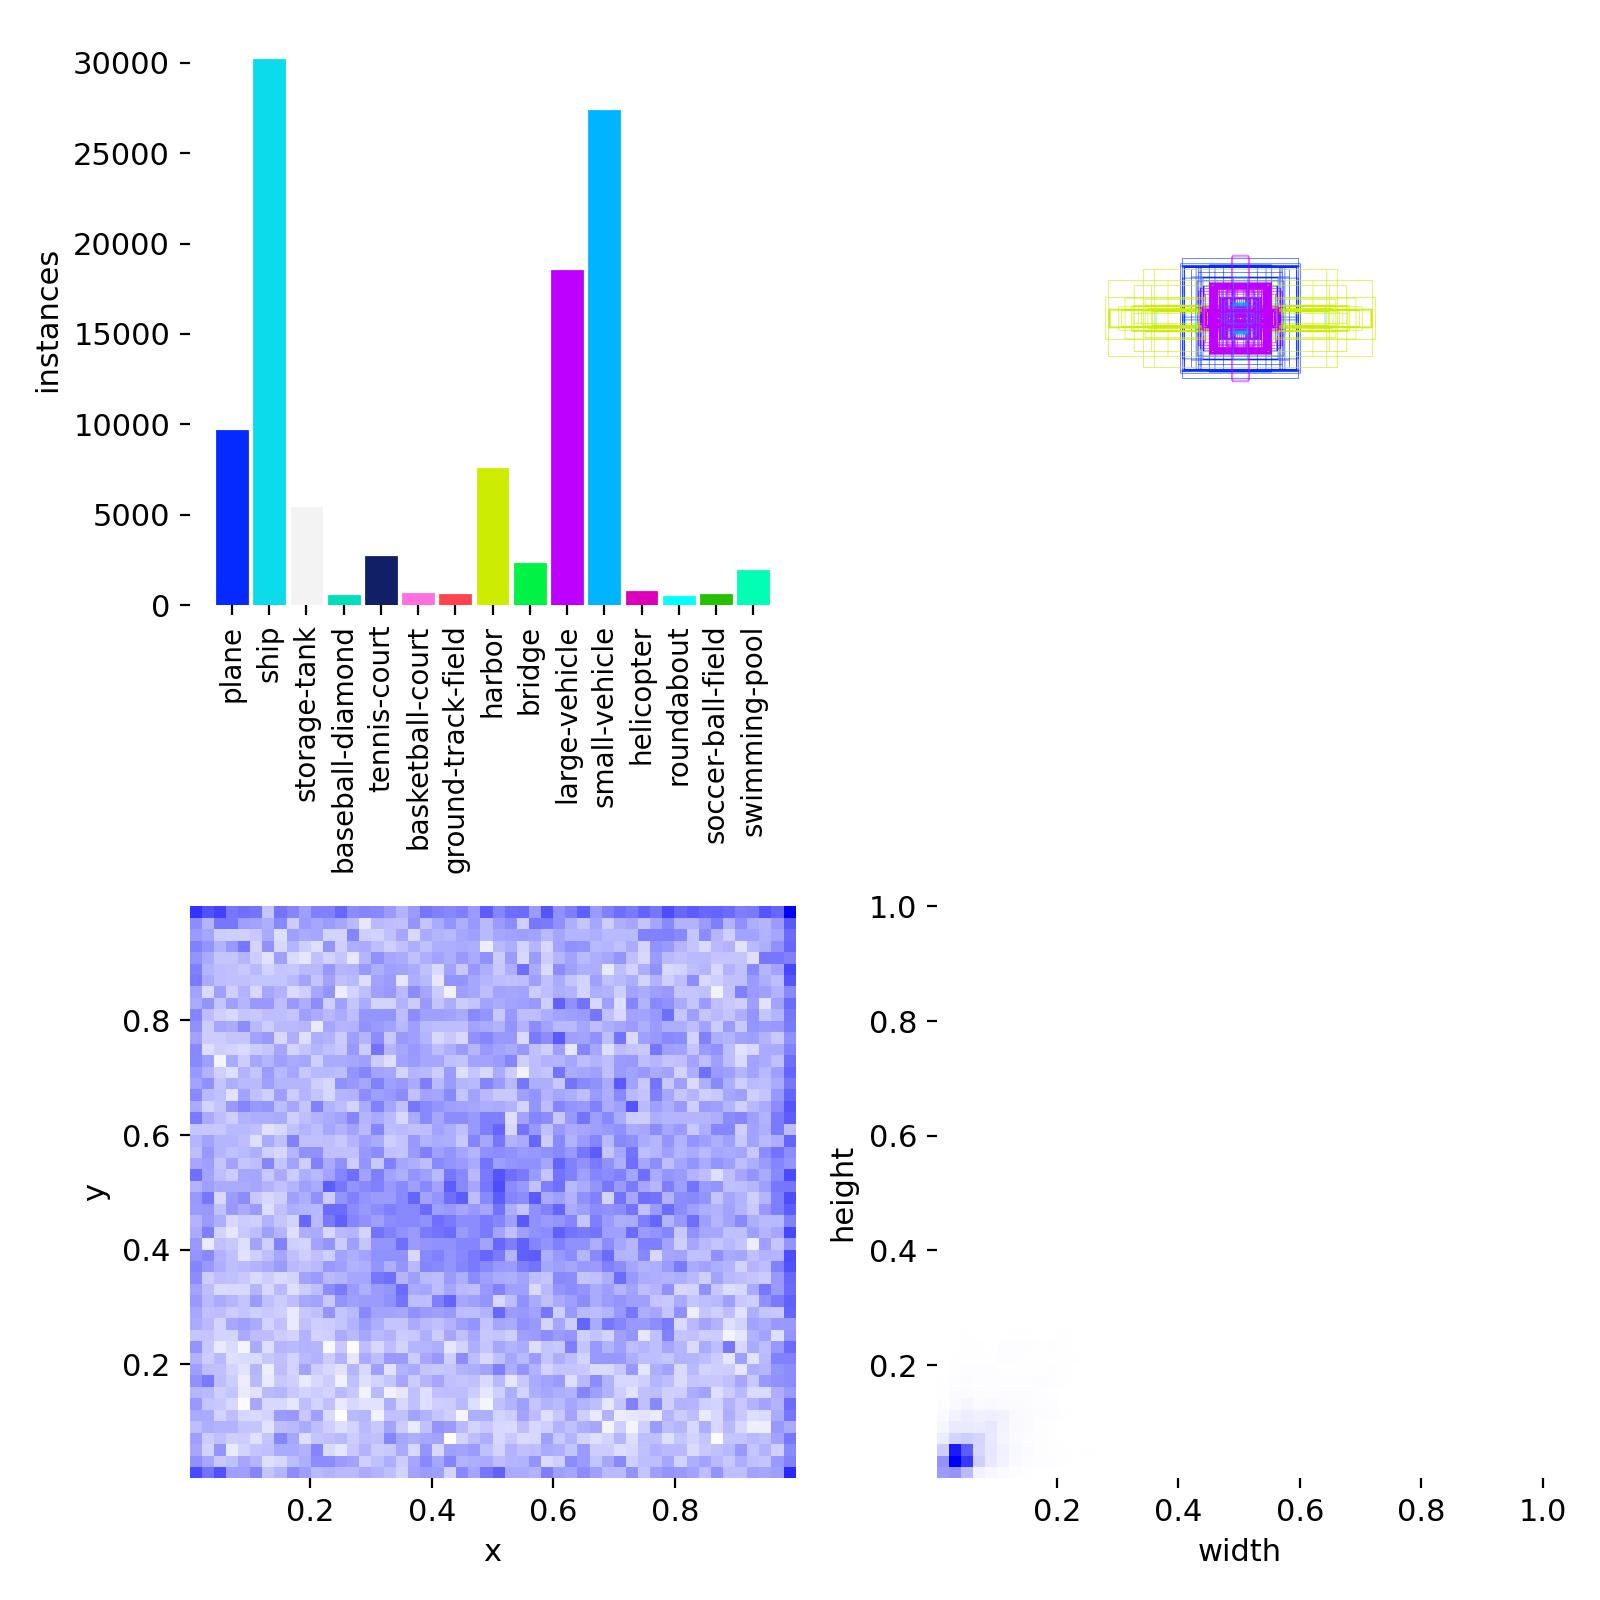 30000
25000
20000
15000
10000
5000
0
instances
plane
ship
storage-tank
baseball-diamond
tennis-court
basketball-court
ground-track-field
harbor
bridge
large-vehicle
small-vehicle
helicopter
roundabout
soccer-ball-field
swimming-pool
0.8
0.6
0.4
0.2
y
0.2 0.4 0.6 0.8
x
1.0
0.8
0.6
0.4
0.2
height
0.2 0.4 0.6 0.8 1.0
width